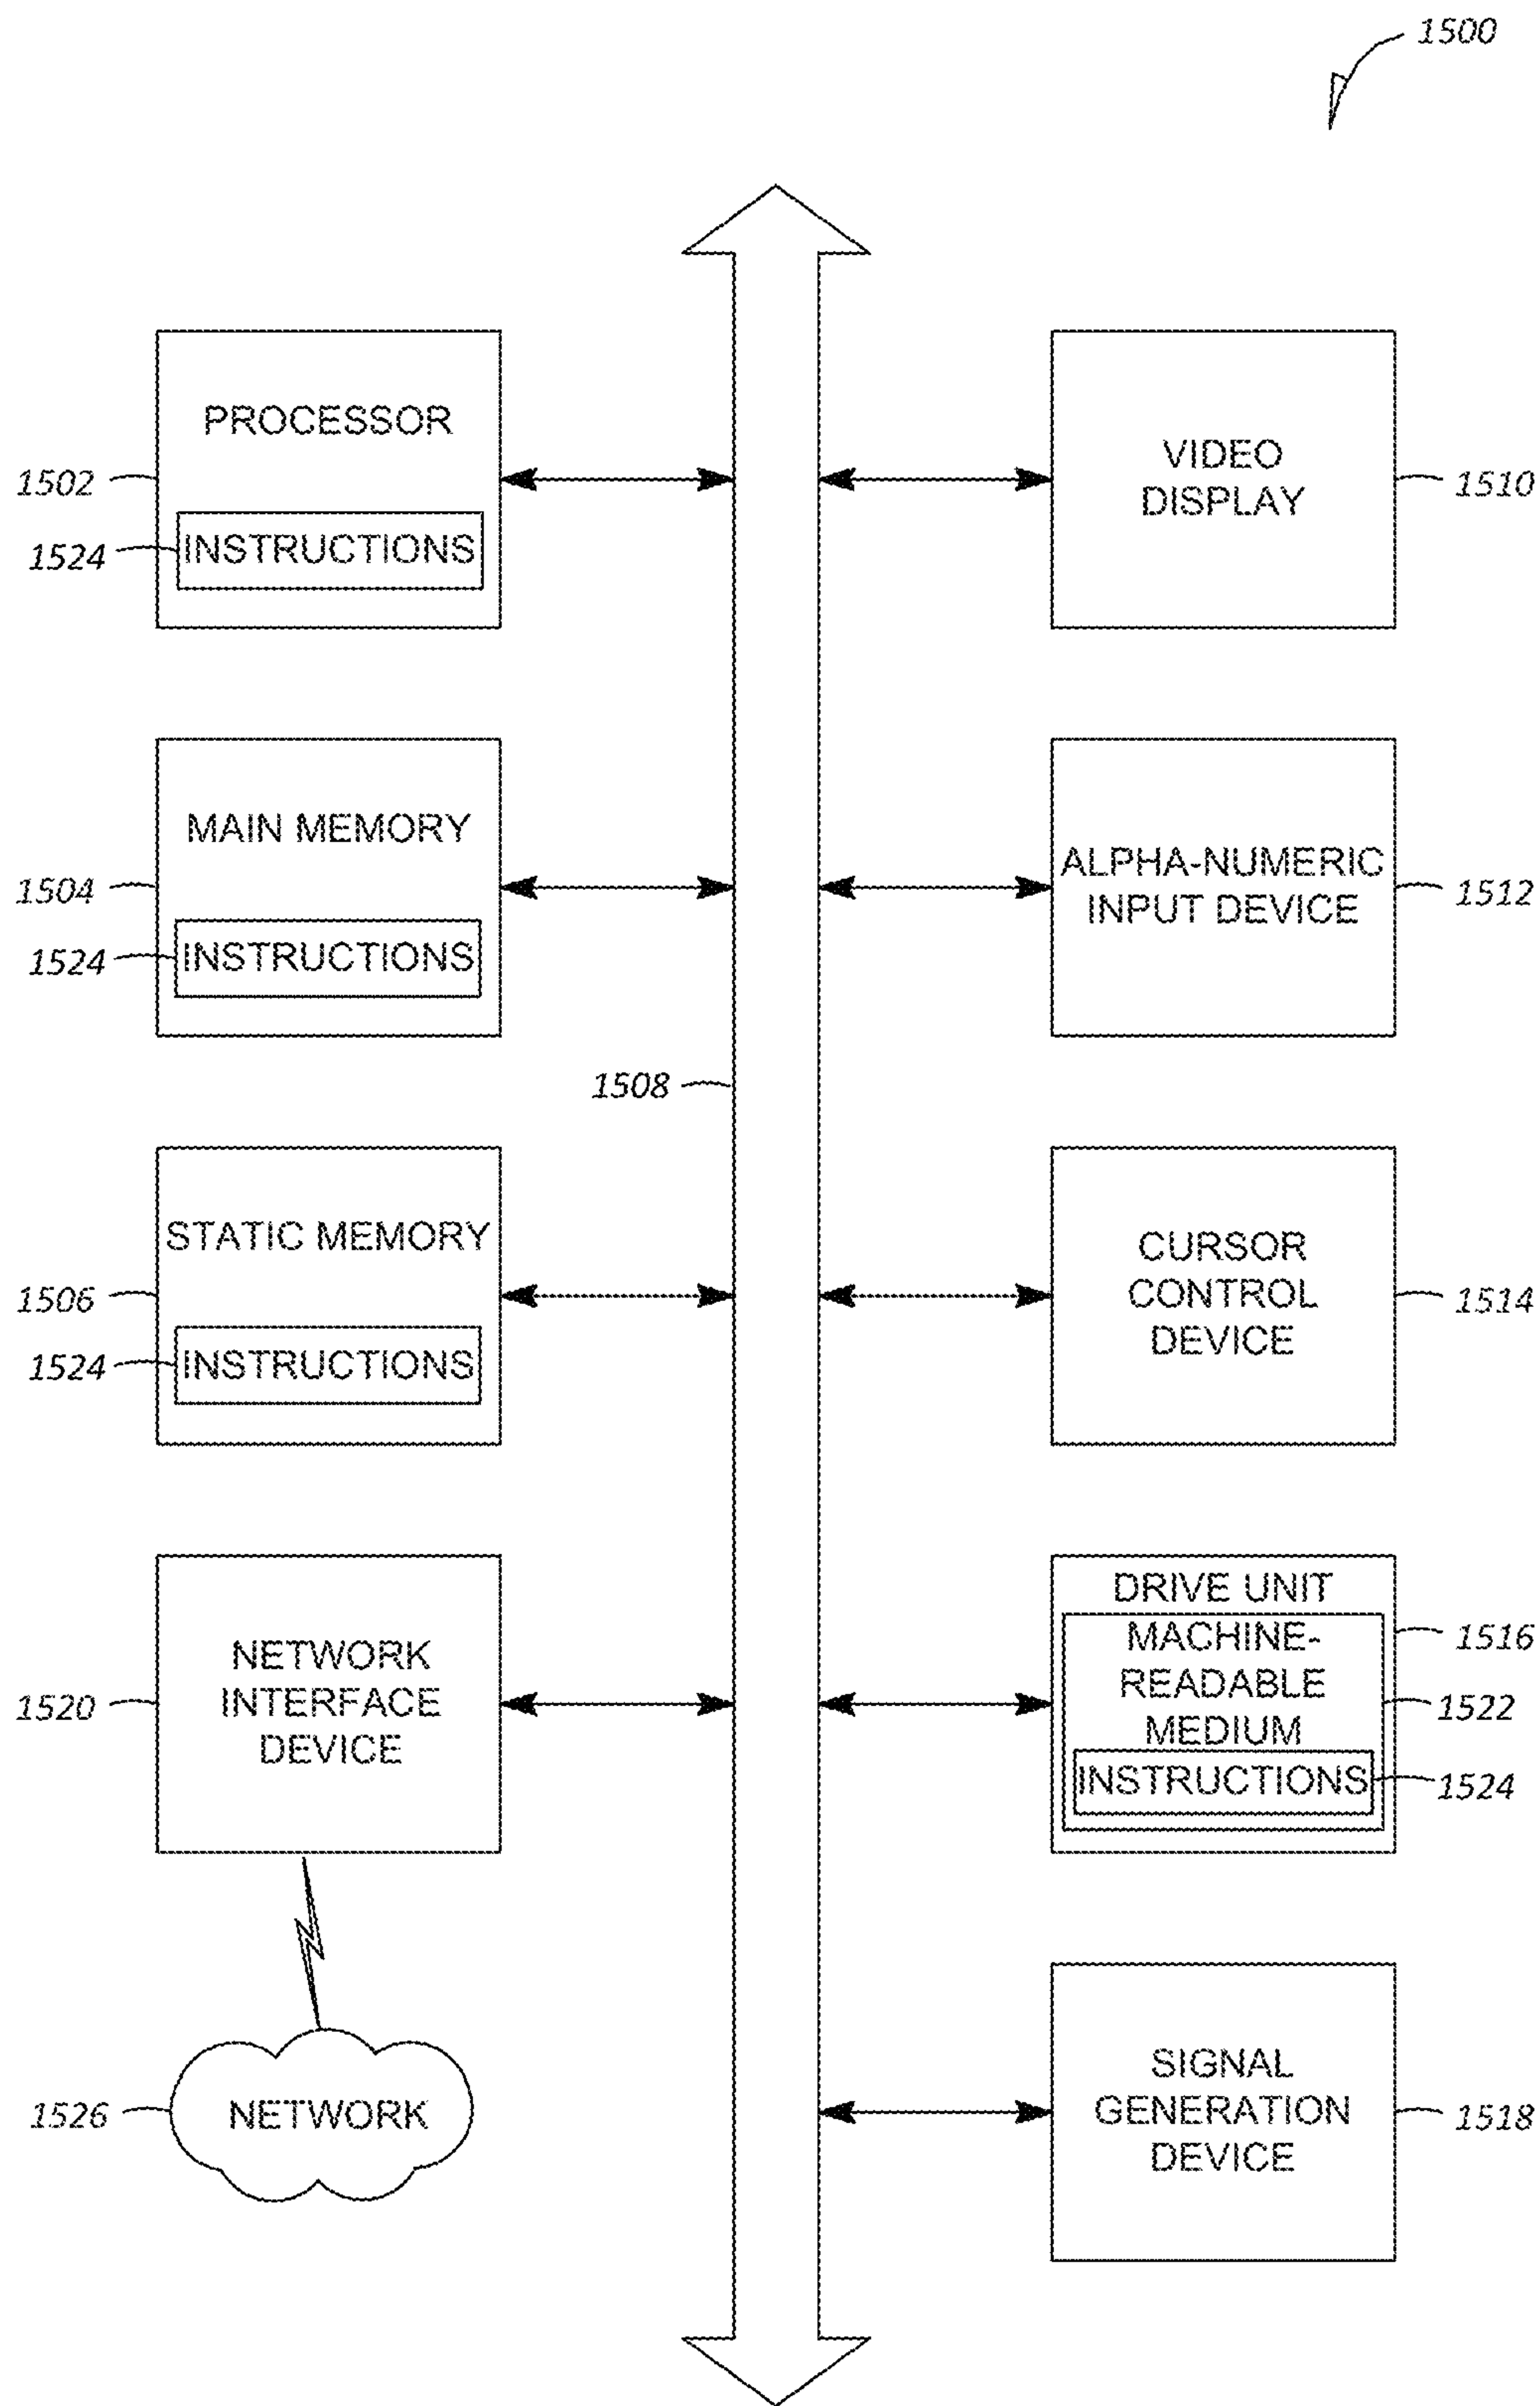 1500
PROCESSOR
1502
1524
INSTRUCTIONS
VIDEO
DISPLAY
1510
MAIN MEMORY
1504
1524
INSTRUCTIONS
ALPHA-NUMERIC
INPUT DEVICE
1512
1508
STATIC MEMORY
1506
1524
INSTRUCTIONS
CURSOR
CONTROL
DEVICE
1514
NETWORK
INTERFACE
DEVICE
1520
DRIVE UNIT
1516
MACHINE-
READABLE
MEDIUM
1522
INSTRUCTIONS
1524
1526
NETWORK
SIGNAL
GENERATION
DEVICE
1518